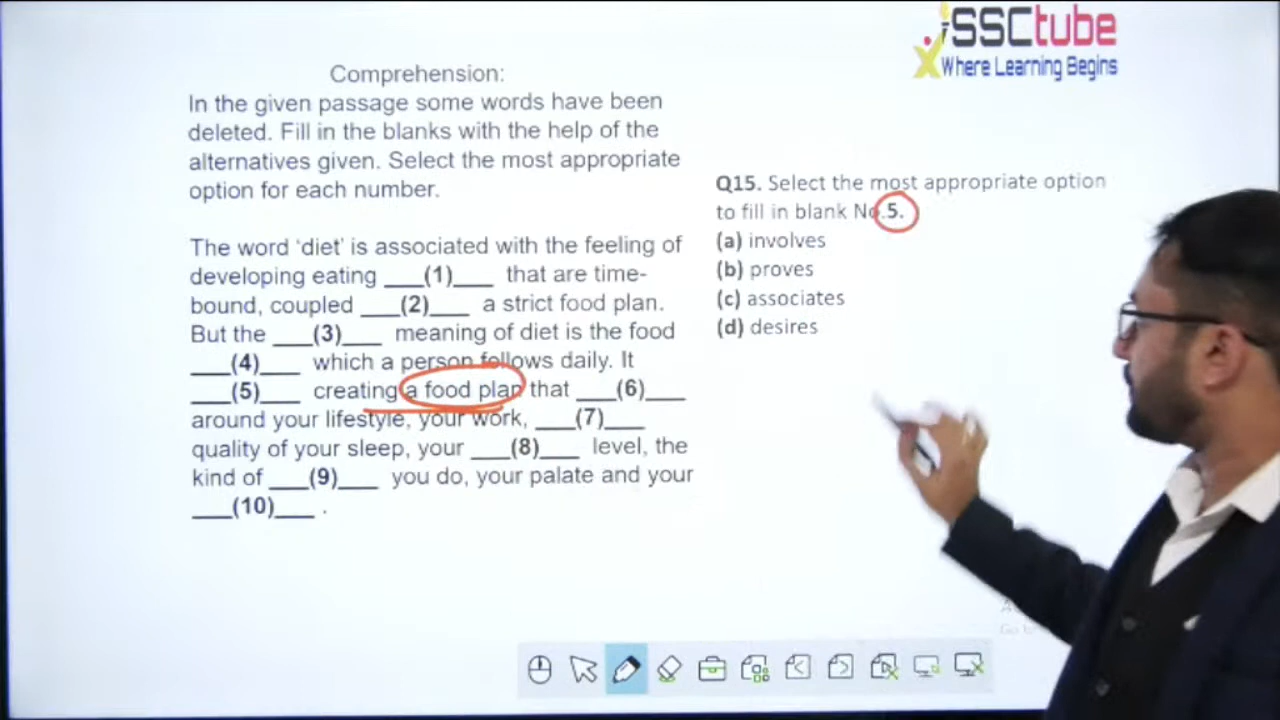 SSCtube
Where Learning Begins
Comprehension:
In the given passage some words have been
deleted. Fill in the blanks with the help of the
alternatives given. Select the most appropriate
option for each number.
The word ‘diet’ is associated with the feeling of
developing eating ___(1)___ that are time-
bound, coupled ___(2)___ a strict food plan.
But the ___(3)___ meaning of diet is the food
___(4)___ which a person follows daily. It
___(5)___ creating a food plan that ___(6)___
around your lifestyle, your work, ___(7)___
quality of your sleep, your ___(8)___ level, the
kind of ___(9)___ you do, your palate and your
___(10)___ .
Q15. Select the most appropriate option
to fill in blank No.5.
(a) involves
(b) proves
(c) associates
(d) desires